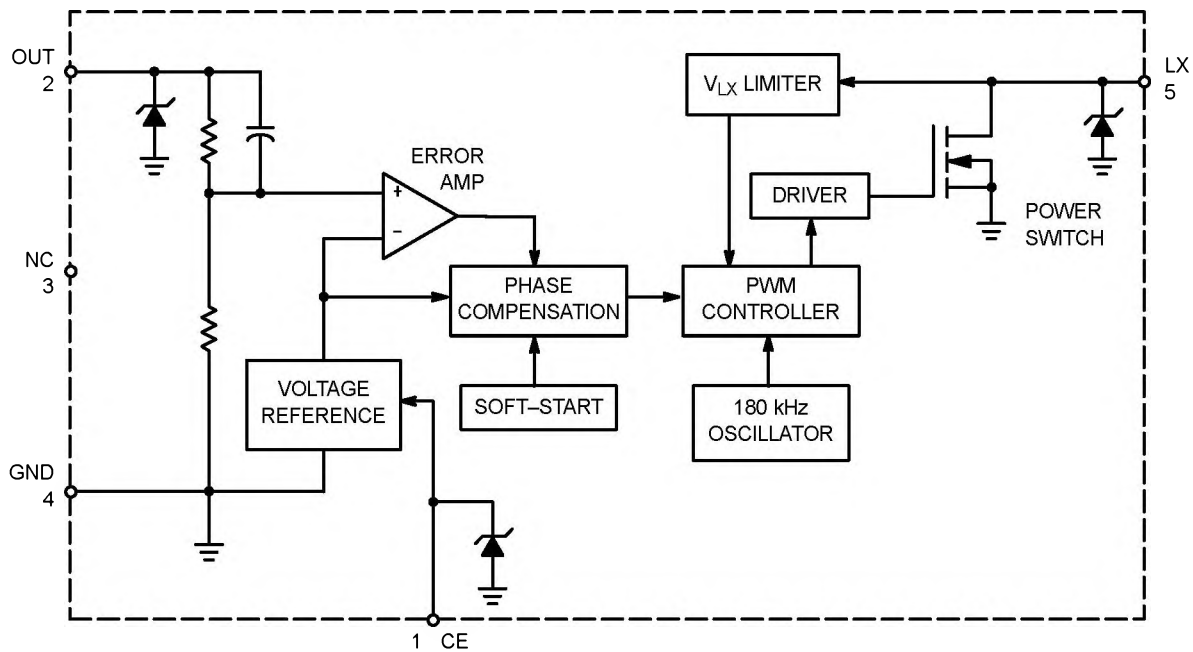 OUT
2
LX
5
V_LX LIMITER
ERROR
AMP
+
–
DRIVER
POWER
SWITCH
NC
3
PHASE
COMPENSATION
PWM
CONTROLLER
VOLTAGE
REFERENCE
SOFT–START
180 kHz
OSCILLATOR
GND
4
1 CE